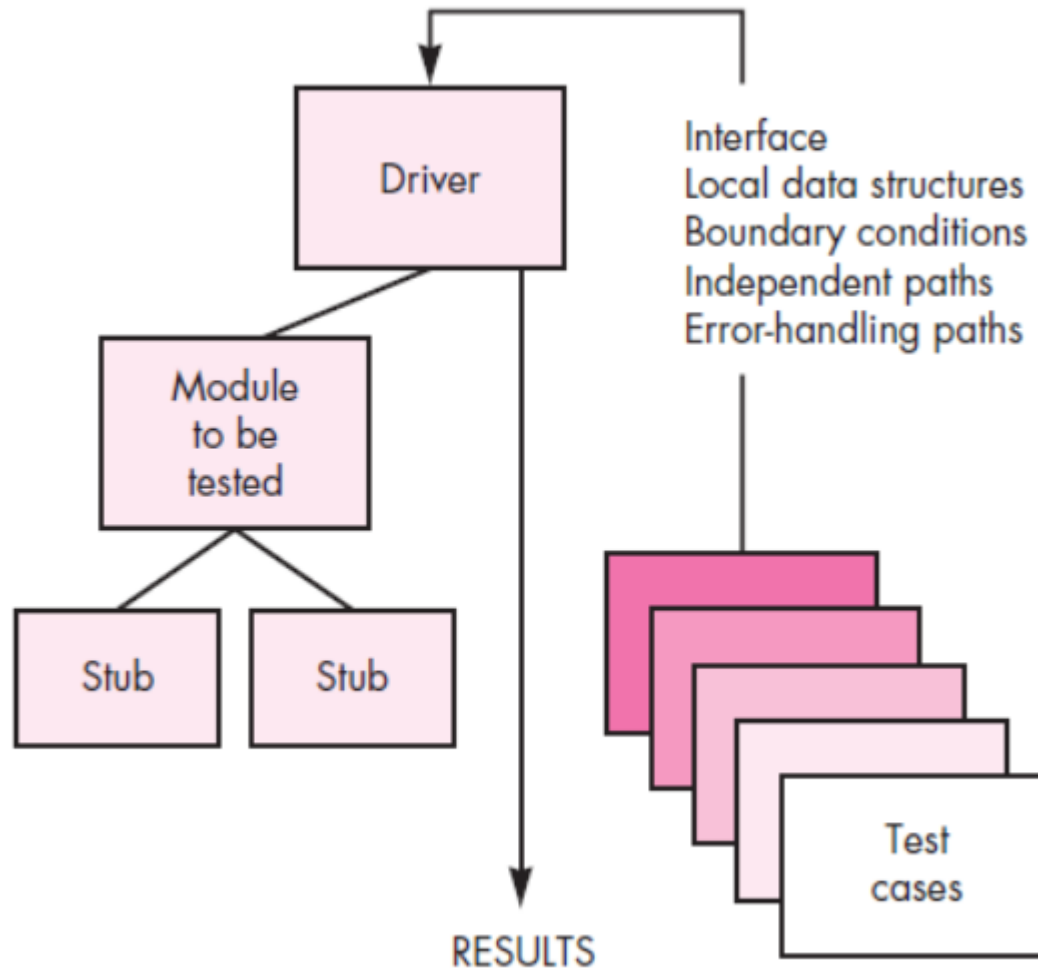 Driver
Interface
Local data structures
Boundary conditions
Independent paths
Error-handling paths
Module
to be
tested
Stub
Stub
Test
cases
RESULTS